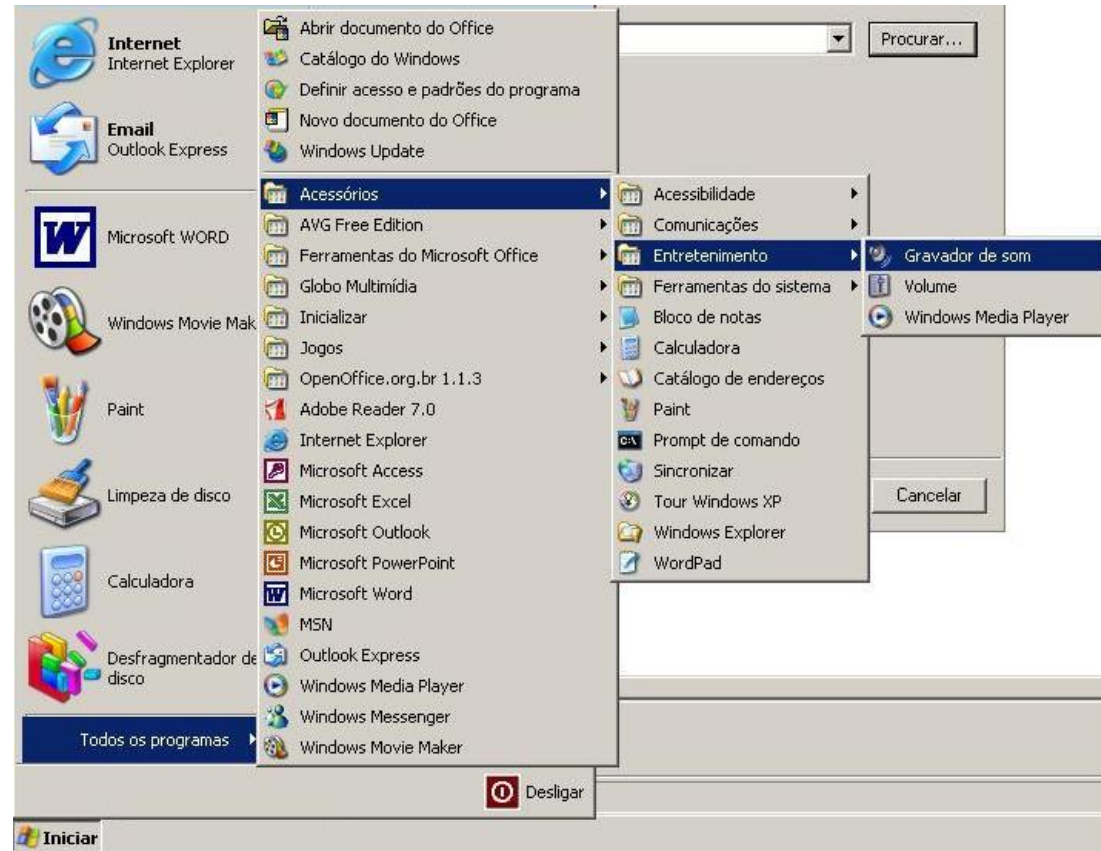 Internet
Internet Explorer
Email
Outlook Express
Microsoft WORD
Windows Movie Mak
Paint
Limpeza de disco
Calculadora
Desfragmentador de
disco
Todos os programas
Abrir documento do Office
Catálogo do Windows
Definir acesso e padrões do programa
Novo documento do Office
Windows Update
Acessórios
AVG Free Edition
Ferramentas do Microsoft Office
Globo Multimídia
Inicializar
Jogos
OpenOffice.org.br 1.1.3
Adobe Reader 7.0
Internet Explorer
Microsoft Access
Microsoft Excel
Microsoft Outlook
Microsoft PowerPoint
Microsoft Word
MSN
Outlook Express
Windows Media Player
Windows Messenger
Windows Movie Maker
Acessibilidade
Comunicações
Entretenimento
Ferramentas do sistema
Bloco de notas
Calculadora
Catálogo de endereços
Paint
Prompt de comando
Sincronizar
Tour Windows XP
Windows Explorer
WordPad
Gravador de som
Volume
Windows Media Player
Procurar...
Cancelar
Desligar
Iniciar